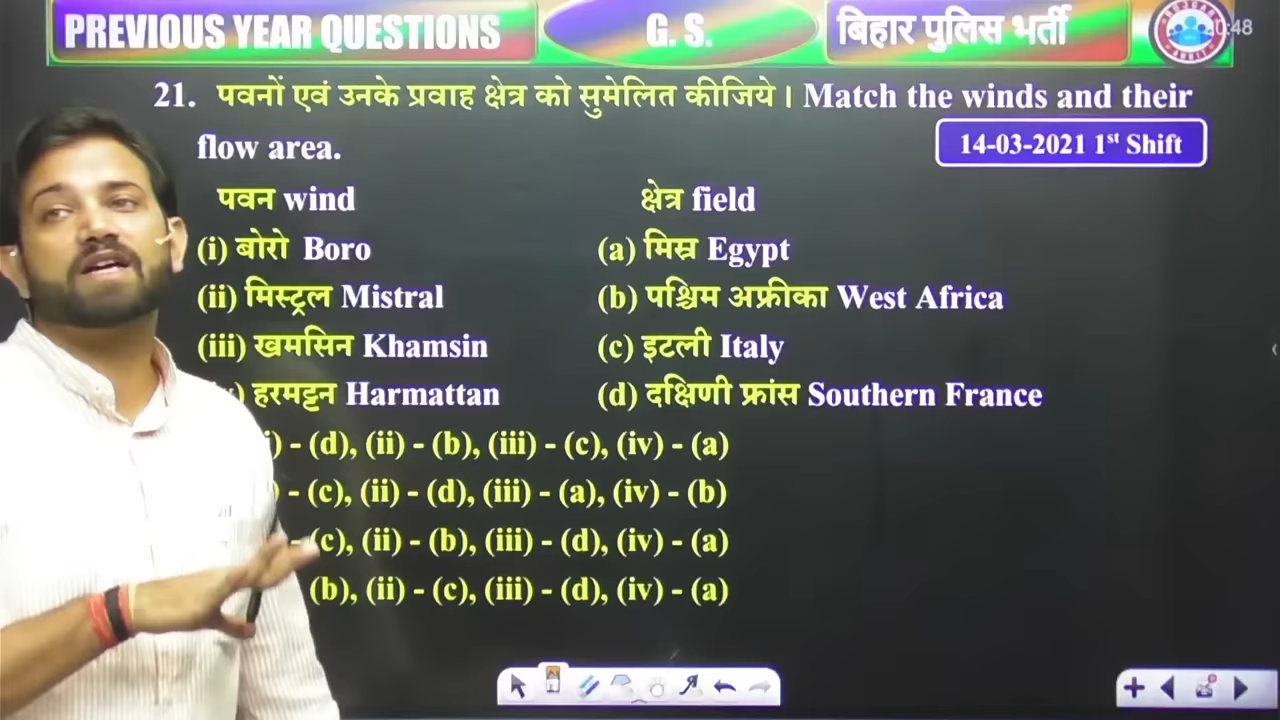 PREVIOUS YEAR QUESTIONS G. S. बिहार पुलिस भर्ती
21. पवनों एवं उनके प्रवाह क्षेत्र को सुमेलित कीजिये । Match the winds and their
flow area. 14-03-2021 1st Shift
पवन wind क्षेत्र field
(i) बोरो Boro (a) मिस्र Egypt
(ii) मिस्ट्रल Mistral (b) पश्चिम अफ्रीका West Africa
(iii) खमसिन Khamsin (c) इटली Italy
हरमट्टन Harmattan (d) दक्षिणी फ्रांस Southern France
- (d), (ii) - (b), (iii) - (c), (iv) - (a)
- (c), (ii) - (d), (iii) - (a), (iv) - (b)
- (c), (ii) - (b), (iii) - (d), (iv) - (a)
(b), (ii) - (c), (iii) - (d), (iv) - (a)